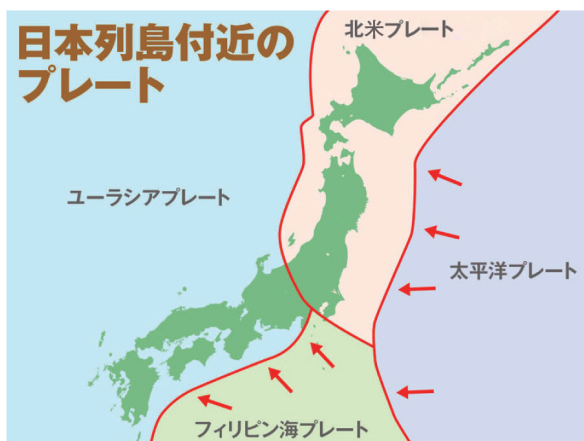 日本列島付近の
プレート
北米プレート
ユーラシアプレート
太平洋プレート
フィリピン海プレート